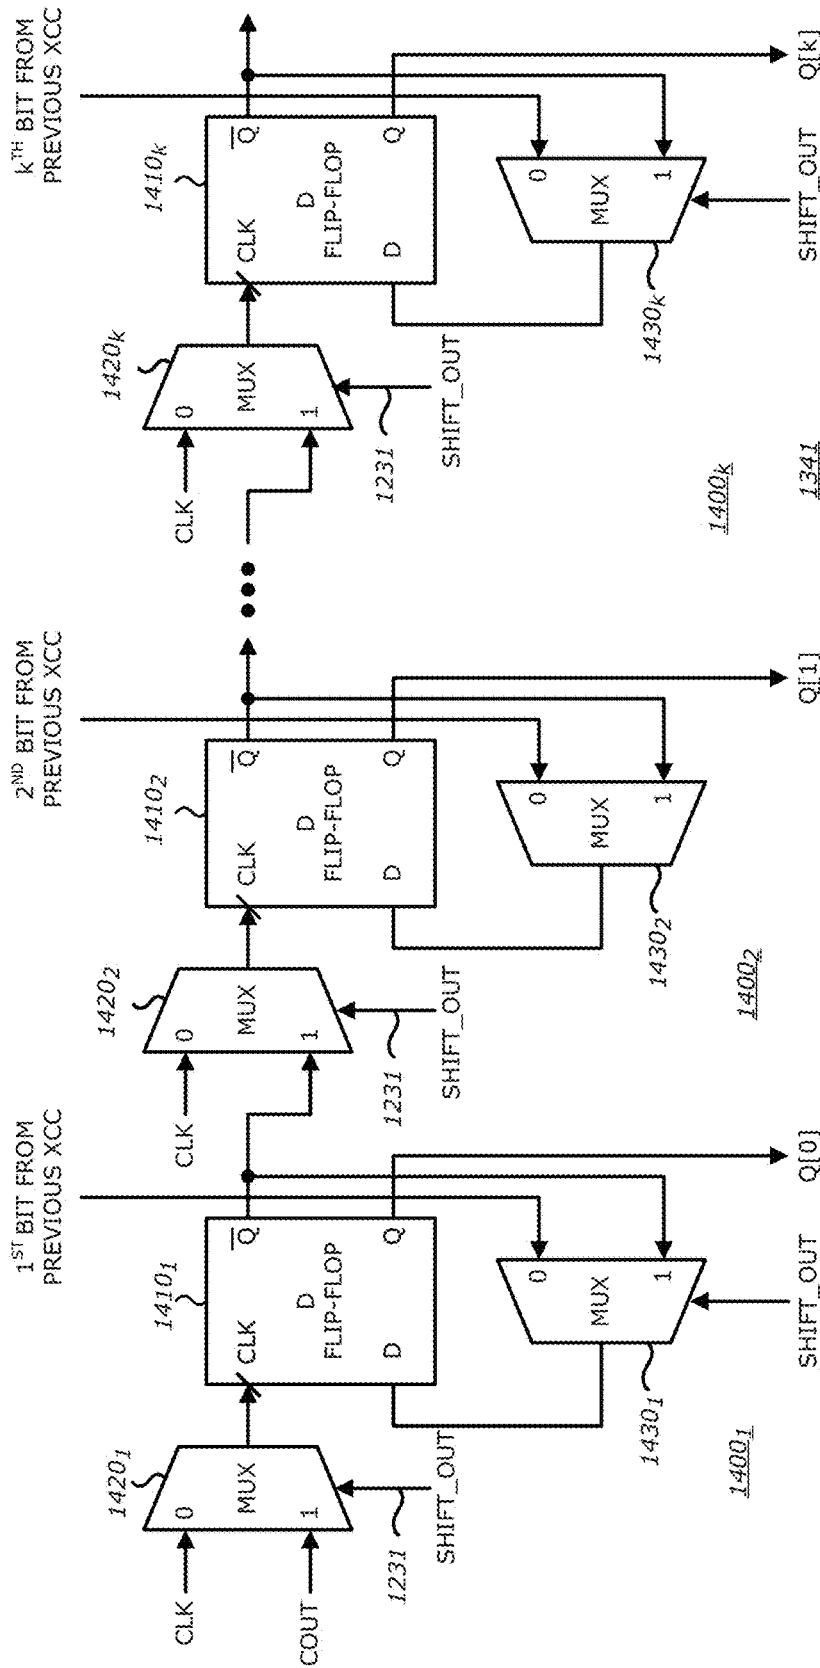 1ST BIT FROM
PREVIOUS XCC
2ND BIT FROM
PREVIOUS XCC
kTH BIT FROM
PREVIOUS XCC
CLK
COUT
0
MUX
1
1420₁
1231
SHIFT_OUT
CLK
D
FLIP-FLOP
D
Q̅
Q
1410₁
0
MUX
1
1430₁
SHIFT_OUT
Q[0]
1400₁
CLK
0
MUX
1
1420₂
1231
SHIFT_OUT
CLK
D
FLIP-FLOP
D
Q̅
Q
1410₂
0
MUX
1
1430₂
Q[1]
1400₂
CLK
0
MUX
1
1420ₖ
1231
SHIFT_OUT
CLK
D
FLIP-FLOP
D
Q̅
Q
1410ₖ
0
MUX
1
1430ₖ
SHIFT_OUT
Q[k]
1400ₖ
1341